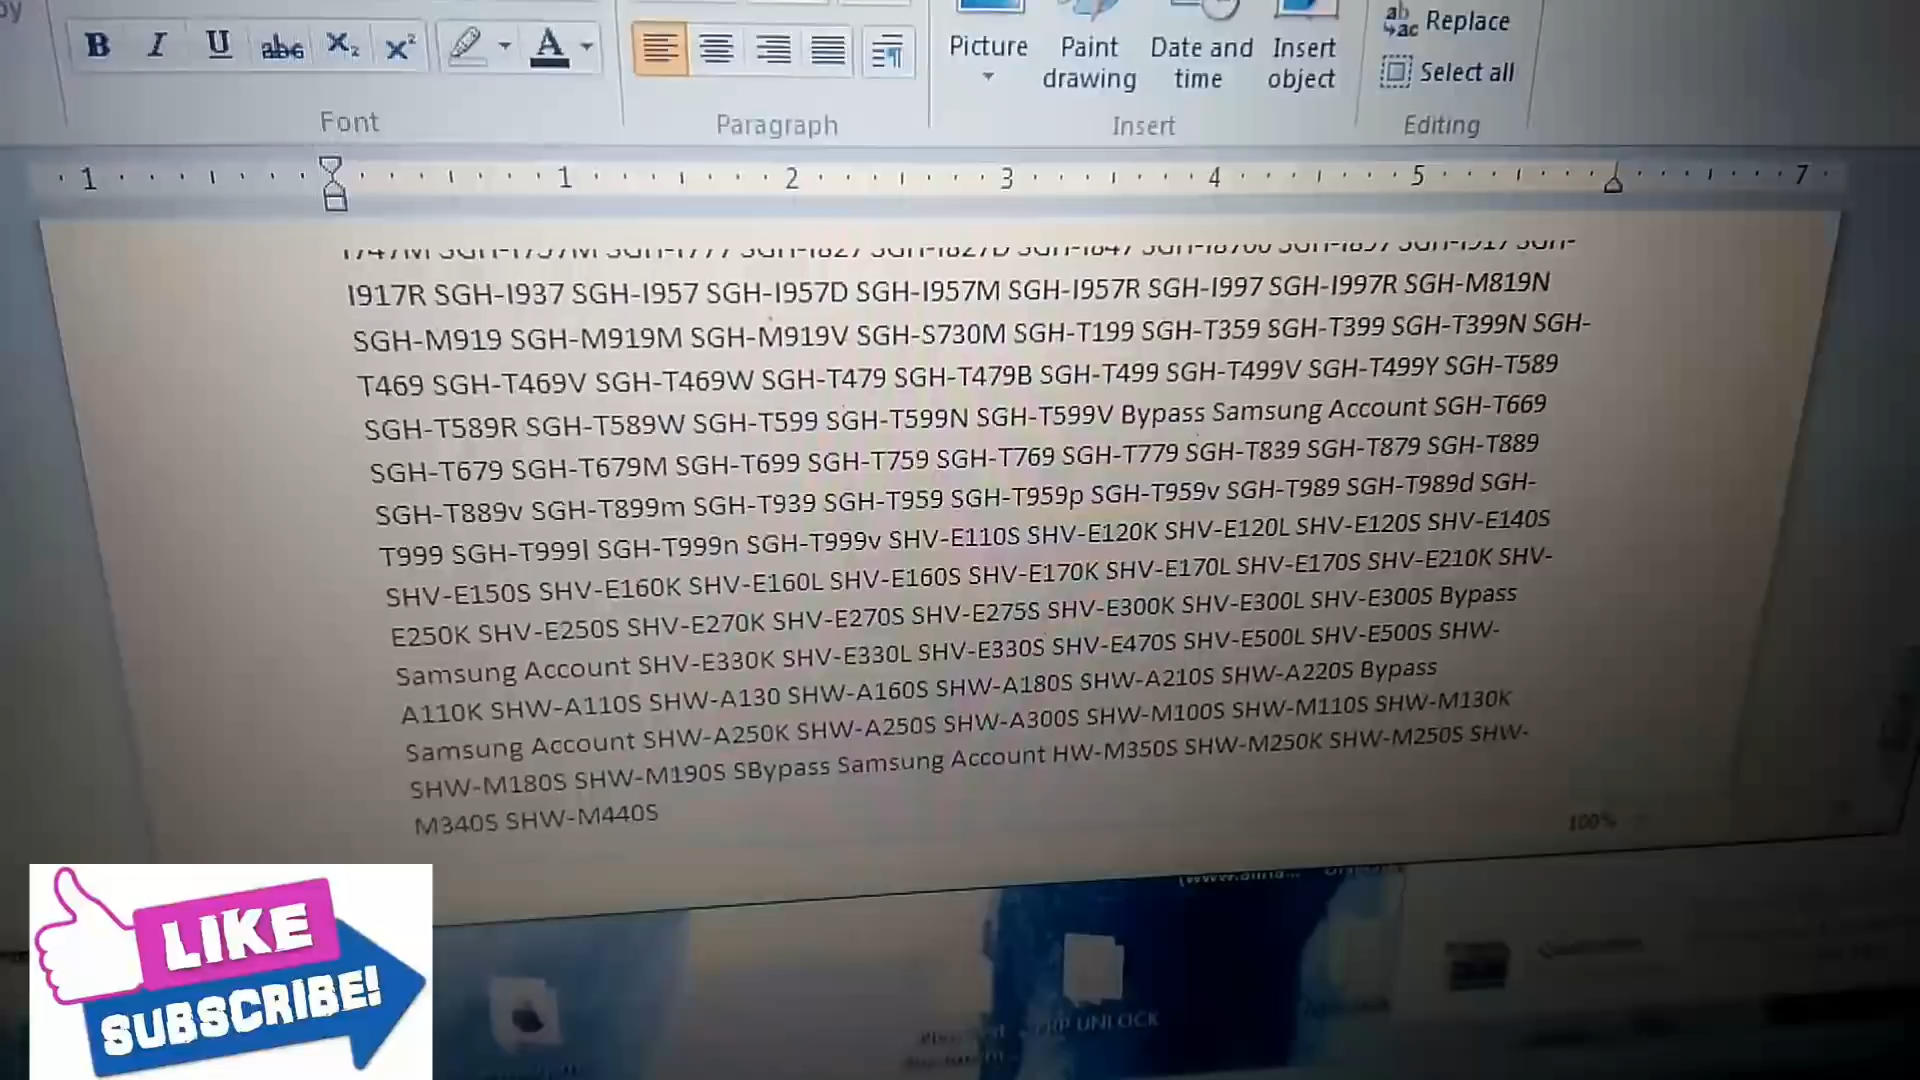 Replace
Picture Paint drawing Date and time Insert object
Select all
Font Paragraph Insert Editing
1 1 2 3 4 5 7
I917R SGH-I937 SGH-I957 SGH-I957D SGH-I957M SGH-I957R SGH-I997 SGH-I997R SGH-M819N
SGH-M919 SGH-M919M SGH-M919V SGH-S730M SGH-T199 SGH-T359 SGH-T399 SGH-T399N SGH-
T469 SGH-T469V SGH-T469W SGH-T479 SGH-T479B SGH-T499 SGH-T499V SGH-T499Y SGH-T589
SGH-T589R SGH-T589W SGH-T599 SGH-T599N SGH-T599V Bypass Samsung Account SGH-T669
SGH-T679 SGH-T679M SGH-T699 SGH-T759 SGH-T769 SGH-T779 SGH-T839 SGH-T879 SGH-T889
SGH-T889v SGH-T899m SGH-T939 SGH-T959 SGH-T959p SGH-T959v SGH-T989 SGH-T989d SGH-
T999 SGH-T999l SGH-T999n SGH-T999v SHV-E110S SHV-E120K SHV-E120L SHV-E120S SHV-E140S
SHV-E150S SHV-E160K SHV-E160L SHV-E160S SHV-E170K SHV-E170L SHV-E170S SHV-E210K SHV-
E250K SHV-E250S SHV-E270K SHV-E270S SHV-E275S SHV-E300K SHV-E300L SHV-E300S Bypass
Samsung Account SHV-E330K SHV-E330L SHV-E330S SHV-E470S SHV-E500L SHV-E500S SHW-
A110K SHW-A110S SHW-A130 SHW-A160S SHW-A180S SHW-A210S SHW-A220S Bypass
Samsung Account SHW-A250K SHW-A250S SHW-A300S SHW-M100S SHW-M110S SHW-M130K
SHW-M180S SHW-M190S SBypass Samsung Account HW-M350S SHW-M250K SHW-M250S SHW-
M340S SHW-M440S
100%
LIKE
SUBSCRIBE!
UNLOCK